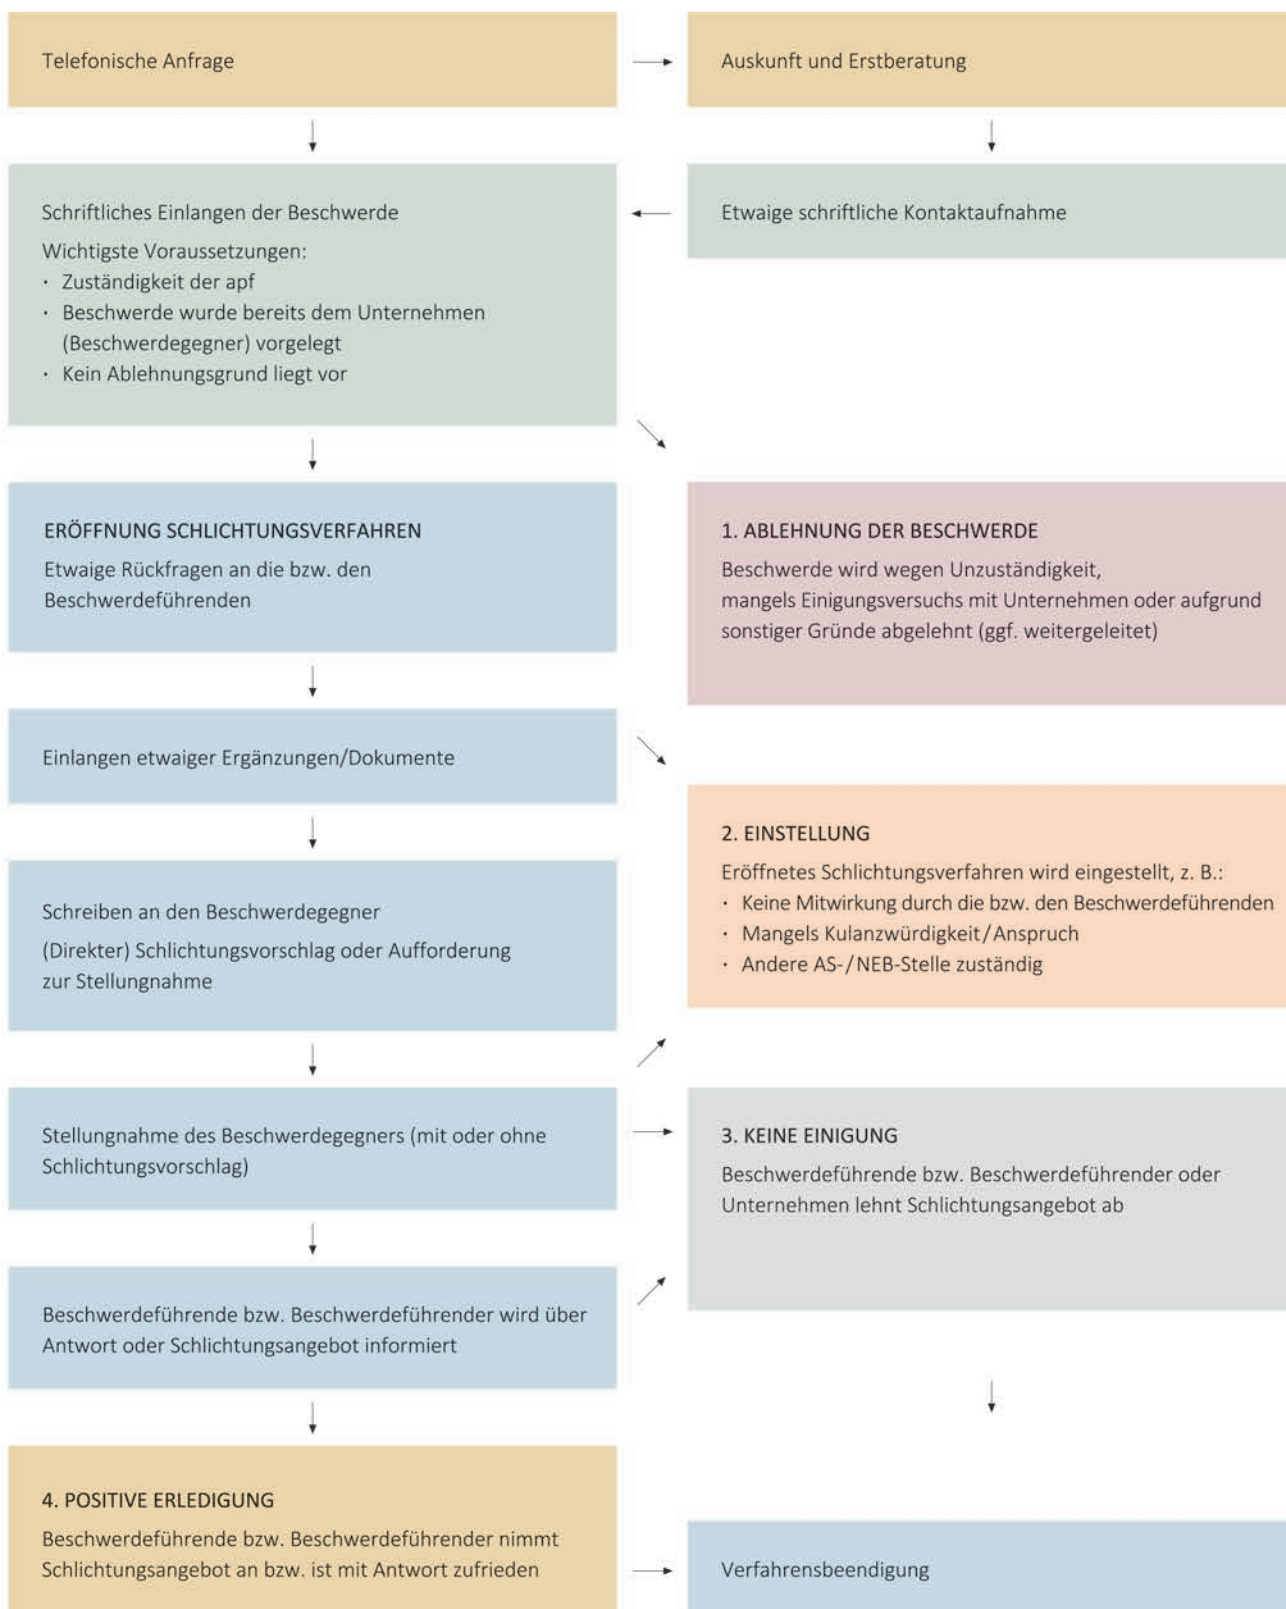 Telefonische Anfrage
Auskunft und Erstberatung
Schriftliches Einlangen der Beschwerde
Wichtigste Voraussetzungen:
· Zuständigkeit der apf
· Beschwerde wurde bereits dem Unternehmen
(Beschwerdegegner) vorgelegt
· Kein Ablehnungsgrund liegt vor
Etwaige schriftliche Kontaktaufnahme
ERÖFFNUNG SCHLICHTUNGSVERFAHREN
Etwaige Rückfragen an die bzw. den
Beschwerdeführenden
1. ABLEHNUNG DER BESCHWERDE
Beschwerde wird wegen Unzuständigkeit,
mangels Einigungsversuchs mit Unternehmen oder aufgrund
sonstiger Gründe abgelehnt (ggf. weitergeleitet)
Einlangen etwaiger Ergänzungen/Dokumente
2. EINSTELLUNG
Eröffnetes Schlichtungsverfahren wird eingestellt, z. B.:
· Keine Mitwirkung durch die bzw. den Beschwerdeführenden
· Mangels Kulanzwürdigkeit/Anspruch
· Andere AS-/NEB-Stelle zuständig
Schreiben an den Beschwerdegegner
(Direkter) Schlichtungsvorschlag oder Aufforderung
zur Stellungnahme
Stellungnahme des Beschwerdegegners (mit oder ohne
Schlichtungsvorschlag)
3. KEINE EINIGUNG
Beschwerdeführende bzw. Beschwerdeführender oder
Unternehmen lehnt Schlichtungsangebot ab
Beschwerdeführende bzw. Beschwerdeführender wird über
Antwort oder Schlichtungsangebot informiert
4. POSITIVE ERLEDIGUNG
Beschwerdeführende bzw. Beschwerdeführender nimmt
Schlichtungsangebot an bzw. ist mit Antwort zufrieden
Verfahrensbeendigung